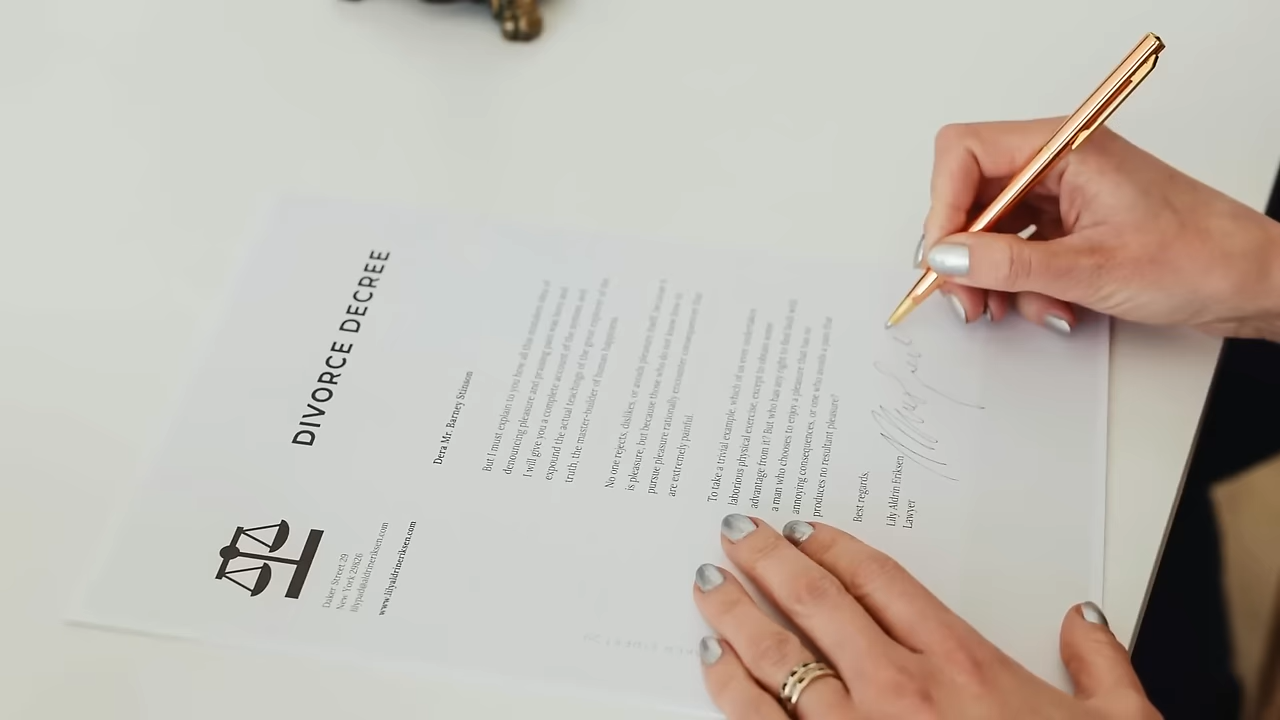 DIVORCE DECREE
Daker Street 29
New York 29826
lilypad@aldrineriksen.com
www.lilyaldrineriksen.com
Dera Mr. Barney Stinson
But I must explain to you how all this mistaken idea of
denouncing pleasure and praising pain was born and
I will give you a complete account of the system, and
expound the actual teachings of the great explorer of the
truth, the master-builder of human happiness.
No one rejects, dislikes, or avoids pleasure itself, because it
is pleasure, but because those who do not know how to
pursue pleasure rationally encounter consequences that
are extremely painful.
To take a trivial example, which of us ever undertakes
laborious physical exercise, except to obtain some
advantage from it? But who has any right to find fault with
a man who chooses to enjoy a pleasure that has no
annoying consequences, or one who avoids a pain that
produces no resultant pleasure?
Best regards,
Lily Aldrin Eriksen
Lawyer